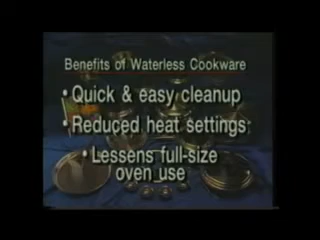 Benefits of Waterless Cookware
• Quick & easy cleanup
• Reduced heat settings
• Lessens full-size
oven use